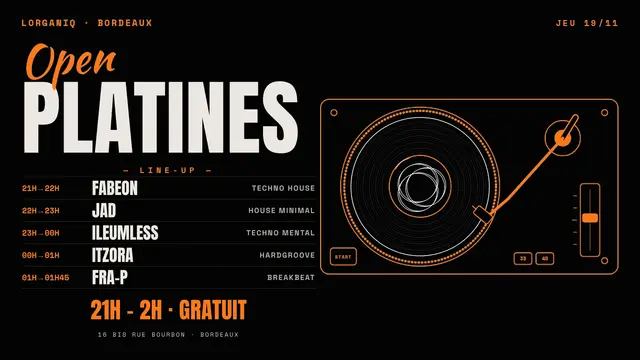 LORGANIQ · BORDEAUX
JEU 19/11
Open
PLATINES
— LINE-UP —
21H→22H FABEON TECHNO HOUSE
22H→23H JAD HOUSE MINIMAL
23H→00H ILEUMLESS TECHNO MENTAL
00H→01H ITZORA HARDGROOVE
01H→01H45 FRA-P BREAKBEAT
21H - 2H · GRATUIT
16 BIS RUE BOURBON · BORDEAUX
START
33 45